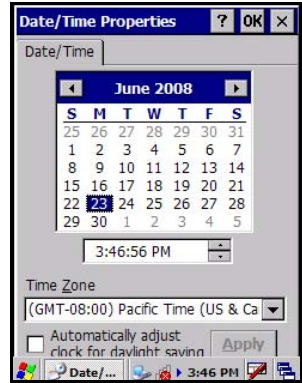 Date/Time Properties ? OK ×
Date/Time
June 2008
S M T W T F S
25 26 27 28 29 30 31
1 2 3 4 5 6 7
8 9 10 11 12 13 14
15 16 17 18 19 20 21
22 23 24 25 26 27 28
29 30 1 2 3 4 5
3:46:56 PM
Time Zone
(GMT-08:00) Pacific Time (US & Ca
Automatically adjust
clock for daylight saving
Apply
Date/... 3:46 PM